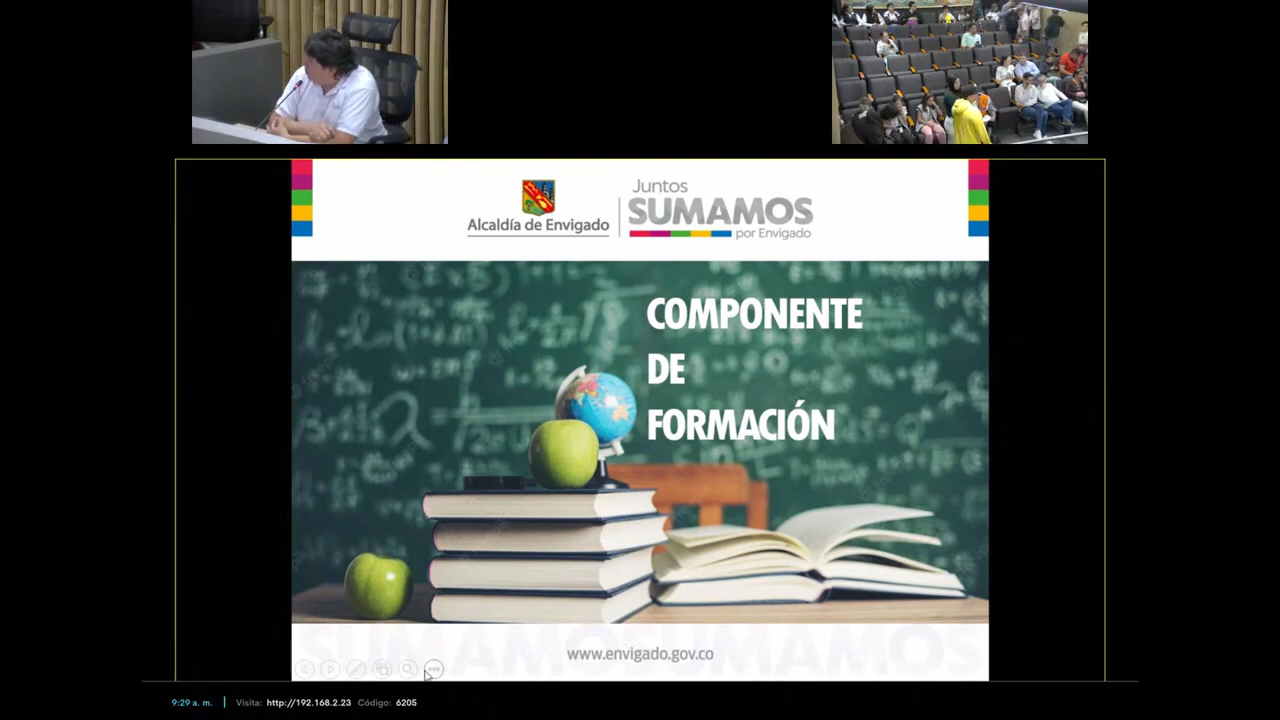 Alcaldía de Envigado
Juntos
SUMAMOS
por Envigado
COMPONENTE
DE
FORMACIÓN
SUMAMOSUMAMOS
www.envigado.gov.co
9:29 a. m. | Visita: http://192.168.2.23 Código: 6205